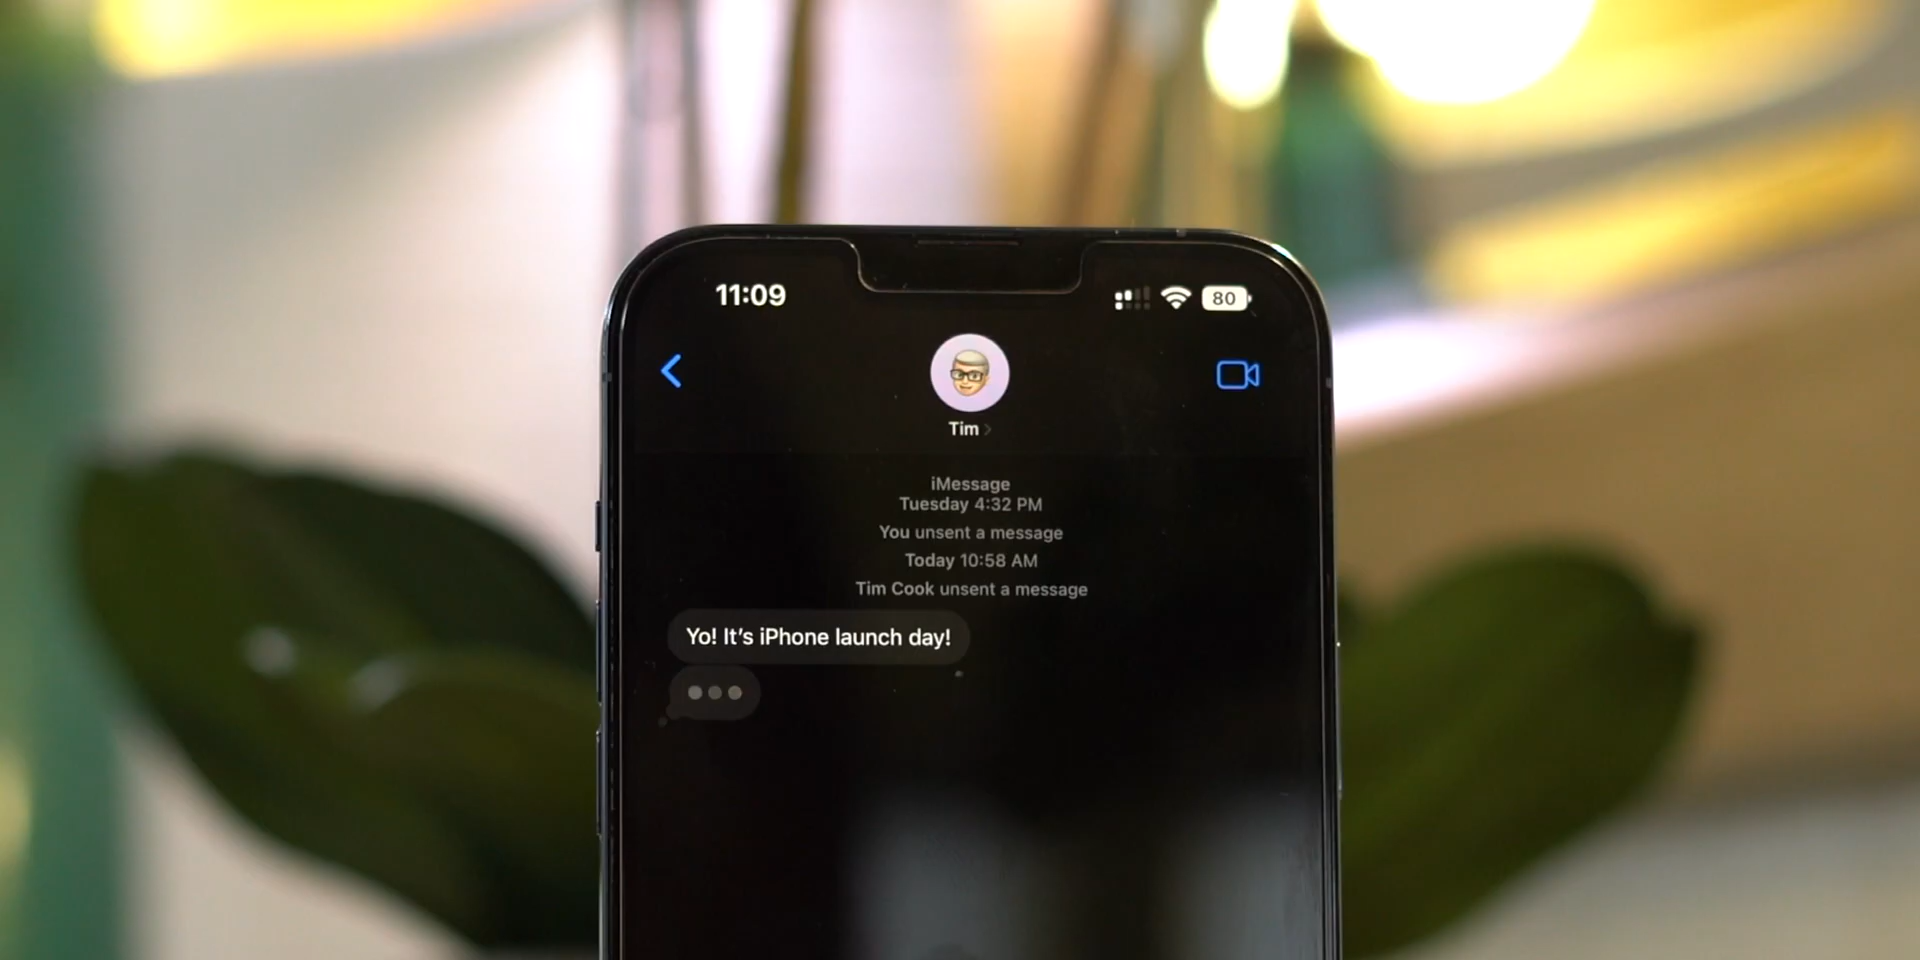 11:09
80
Tim
iMessage
Tuesday 4:32 PM
You unsent a message
Today 10:58 AM
Tim Cook unsent a message
Yo! It’s iPhone launch day!